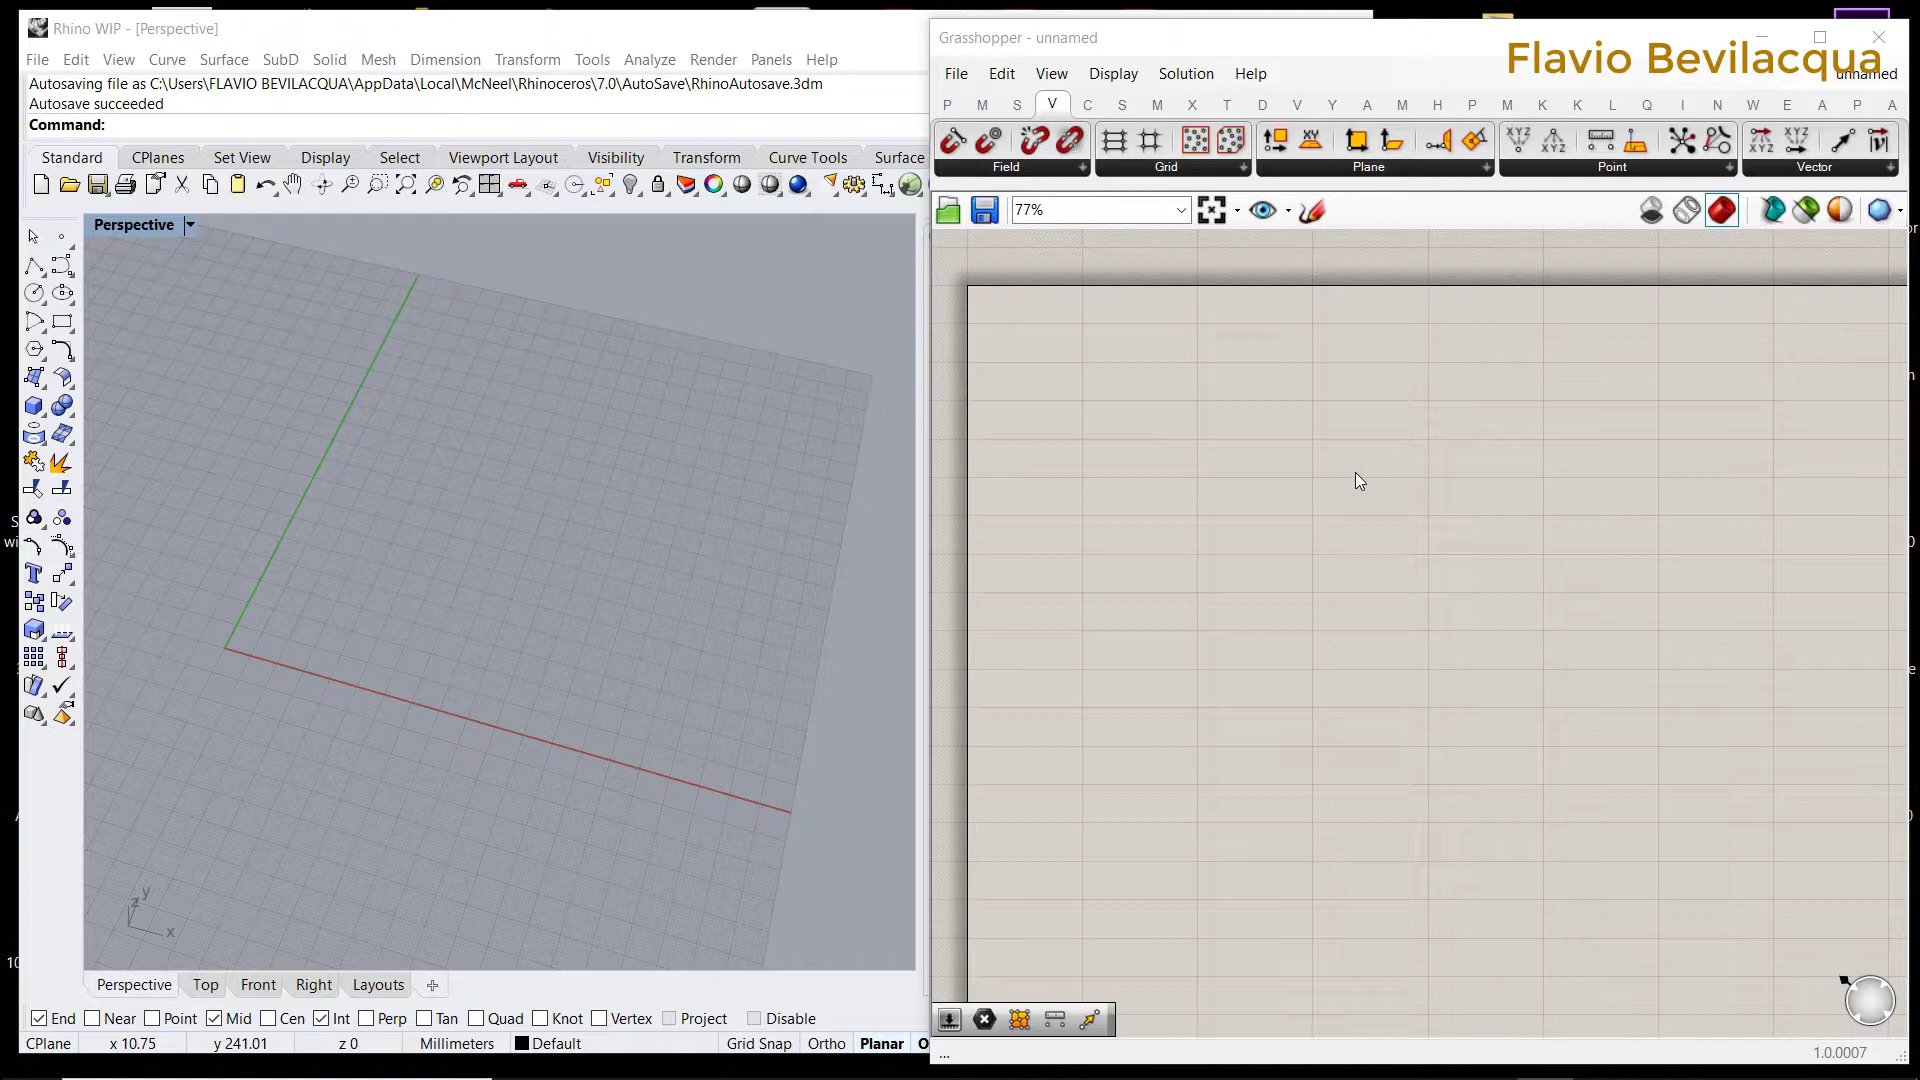 Rhino WIP - [Perspective]
File Edit View Curve Surface SubD Solid Mesh Dimension Transform Tools Analyze Render Panels Help
Autosaving file as C:\Users\FLAVIO BEVILACQUA\AppData\Local\McNeel\Rhinoceros\7.0\AutoSave\RhinoAutosave.3dm
Autosave succeeded
Command:
Standard CPlanes Set View Display Select Viewport Layout Visibility Transform Curve Tools Surface
Perspective
z y x
Perspective Top Front Right Layouts
End Near Point Mid Cen Int Perp Tan Quad Knot Vertex Project Disable
CPlane x 10.75 y 241.01 z 0 Millimeters Default Grid Snap Ortho Planar O
Grasshopper - unnamed
Flavio Bevilacqua
File Edit View Display Solution Help unnamed
P M S V C S M X T D V Y A M H P M K K L Q I N W E A P A
Field Grid Plane Point Vector
77%
...
1.0.0007